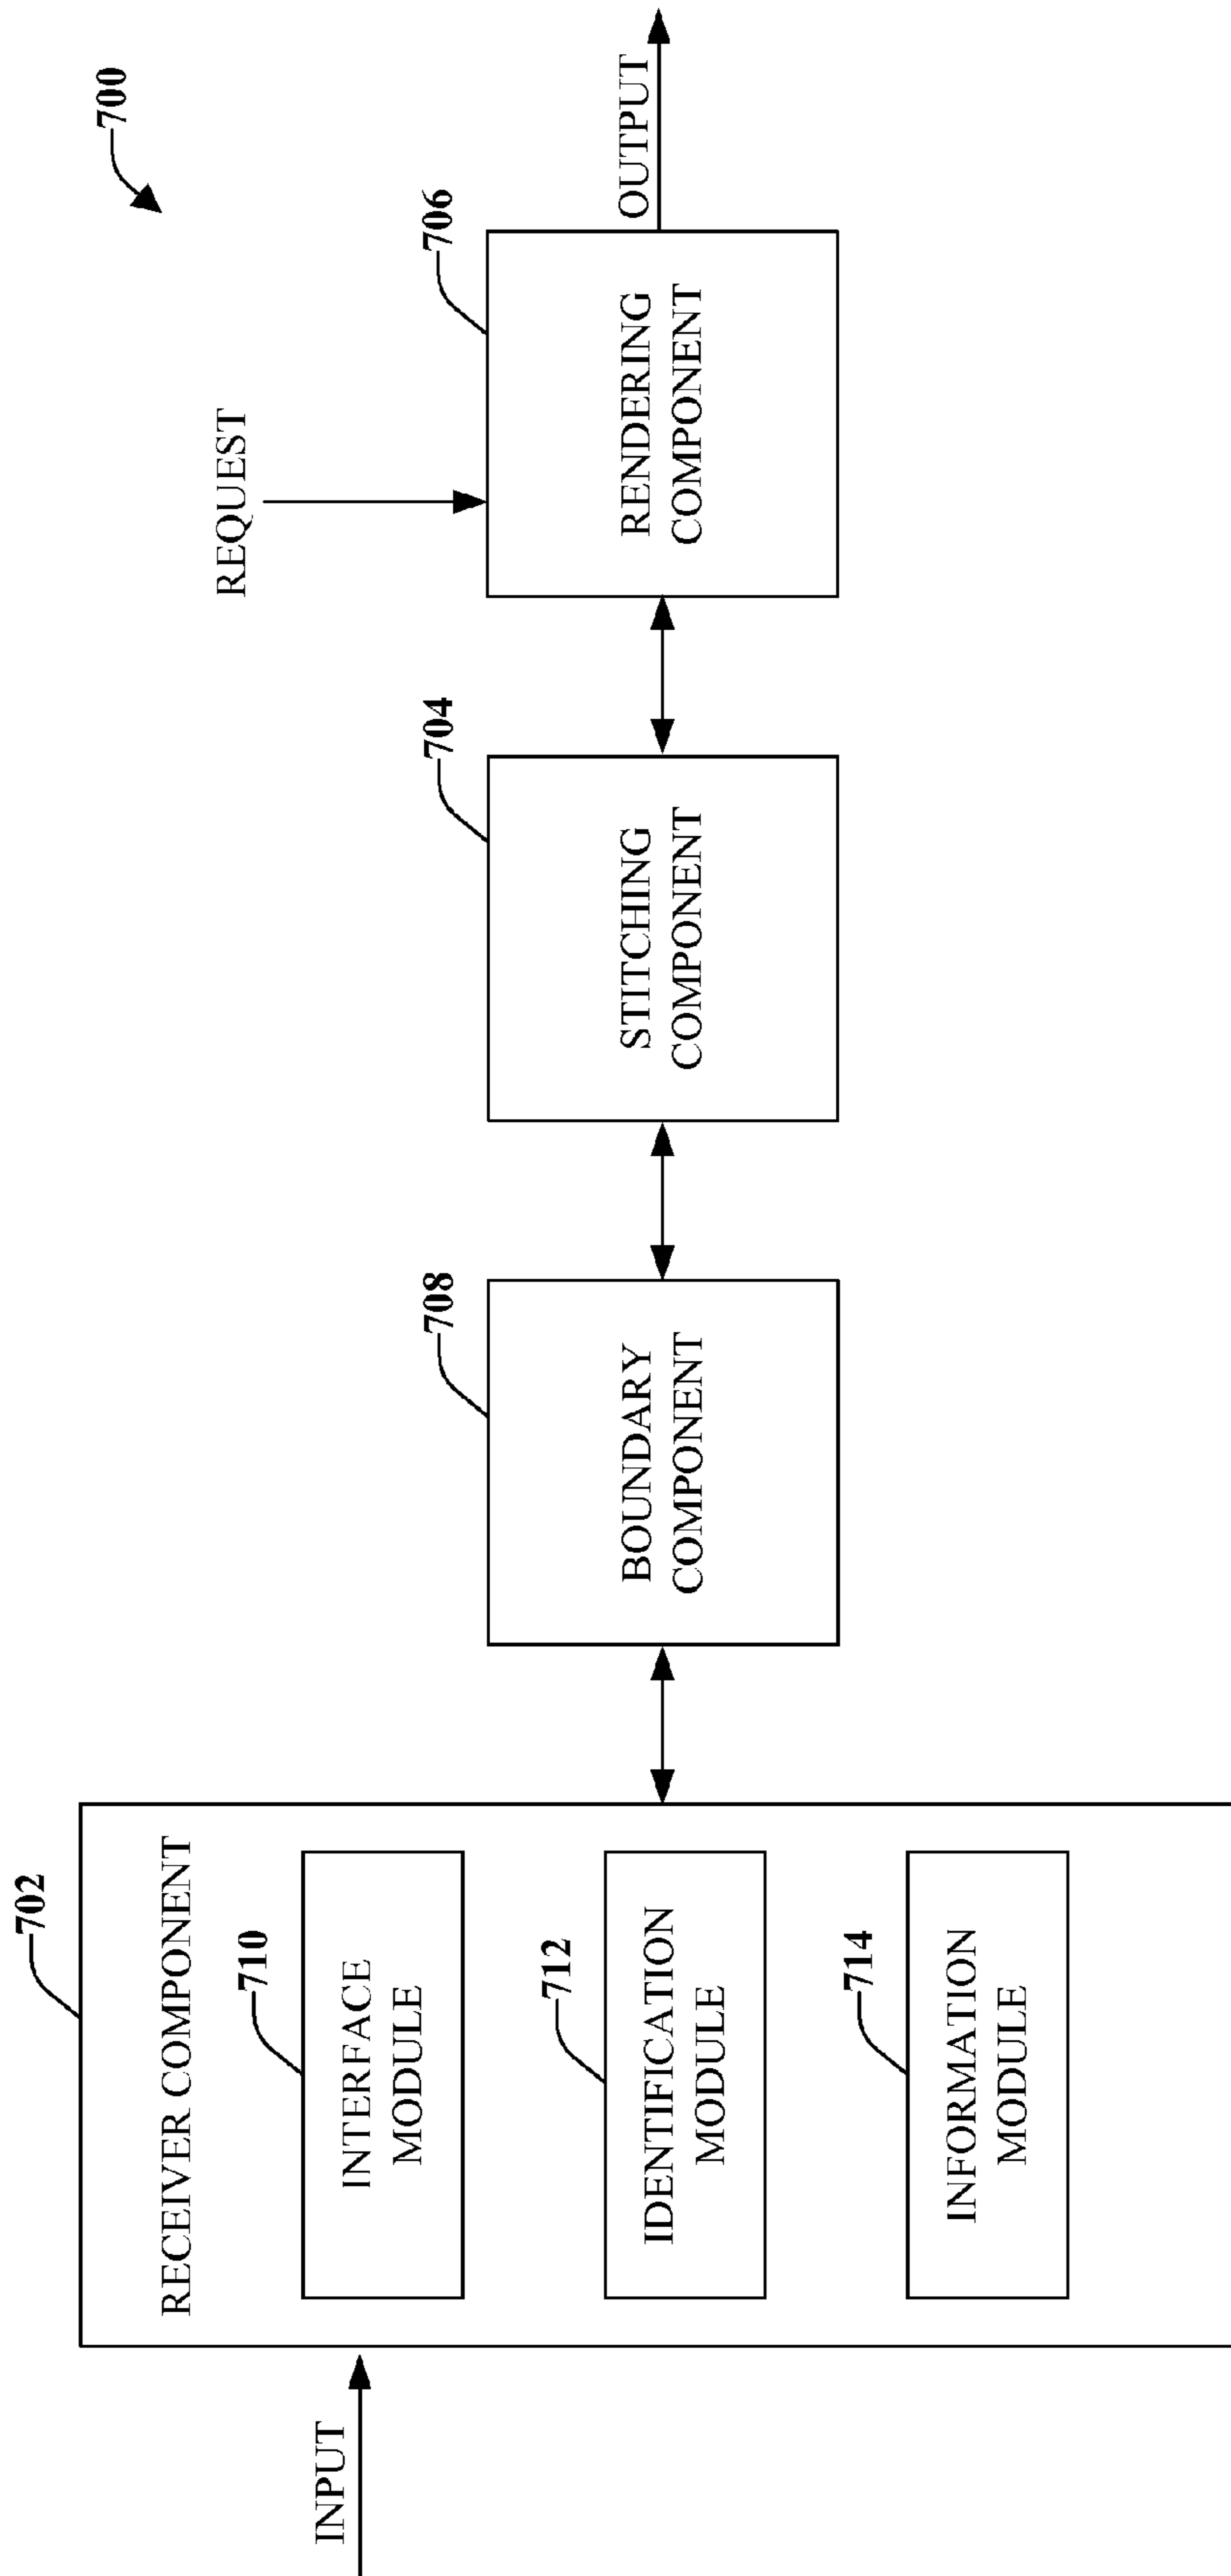 700
INPUT
702
RECEIVER COMPONENT
710
INTERFACE
MODULE
712
IDENTIFICATION
MODULE
714
INFORMATION
MODULE
708
BOUNDARY
COMPONENT
704
STITCHING
COMPONENT
REQUEST
706
RENDERING
COMPONENT
OUTPUT